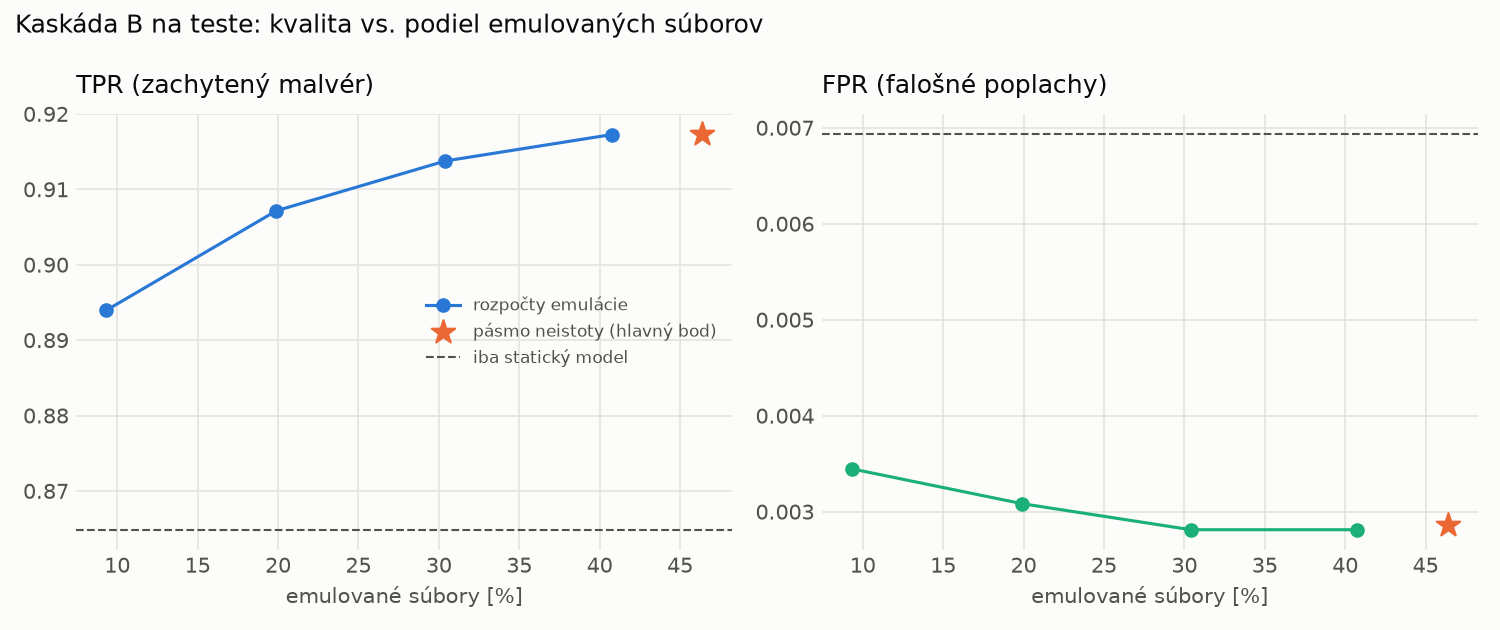 Kaskáda B na teste: kvalita vs. podiel emulovaných súborov
TPR (zachytený malvér)
0.92
0.91
0.90
0.89
0.88
0.87
rozpočty emulácie
pásmo neistoty (hlavný bod)
iba statický model
10 15 20 25 30 35 40 45
emulované súbory [%]
FPR (falošné poplachy)
0.007
0.006
0.005
0.004
0.003
10 15 20 25 30 35 40 45
emulované súbory [%]